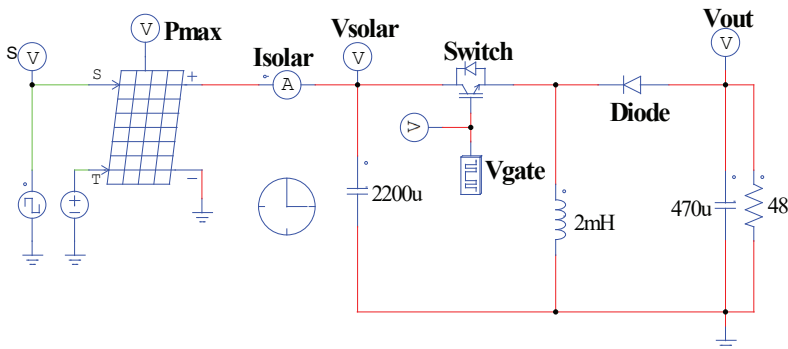 S
V
V
Pmax
Isolar
Vsolar
V
Switch
Vout
V
S
+
A
Diode
T
-
V
Vgate
2200u
2mH
470u
48